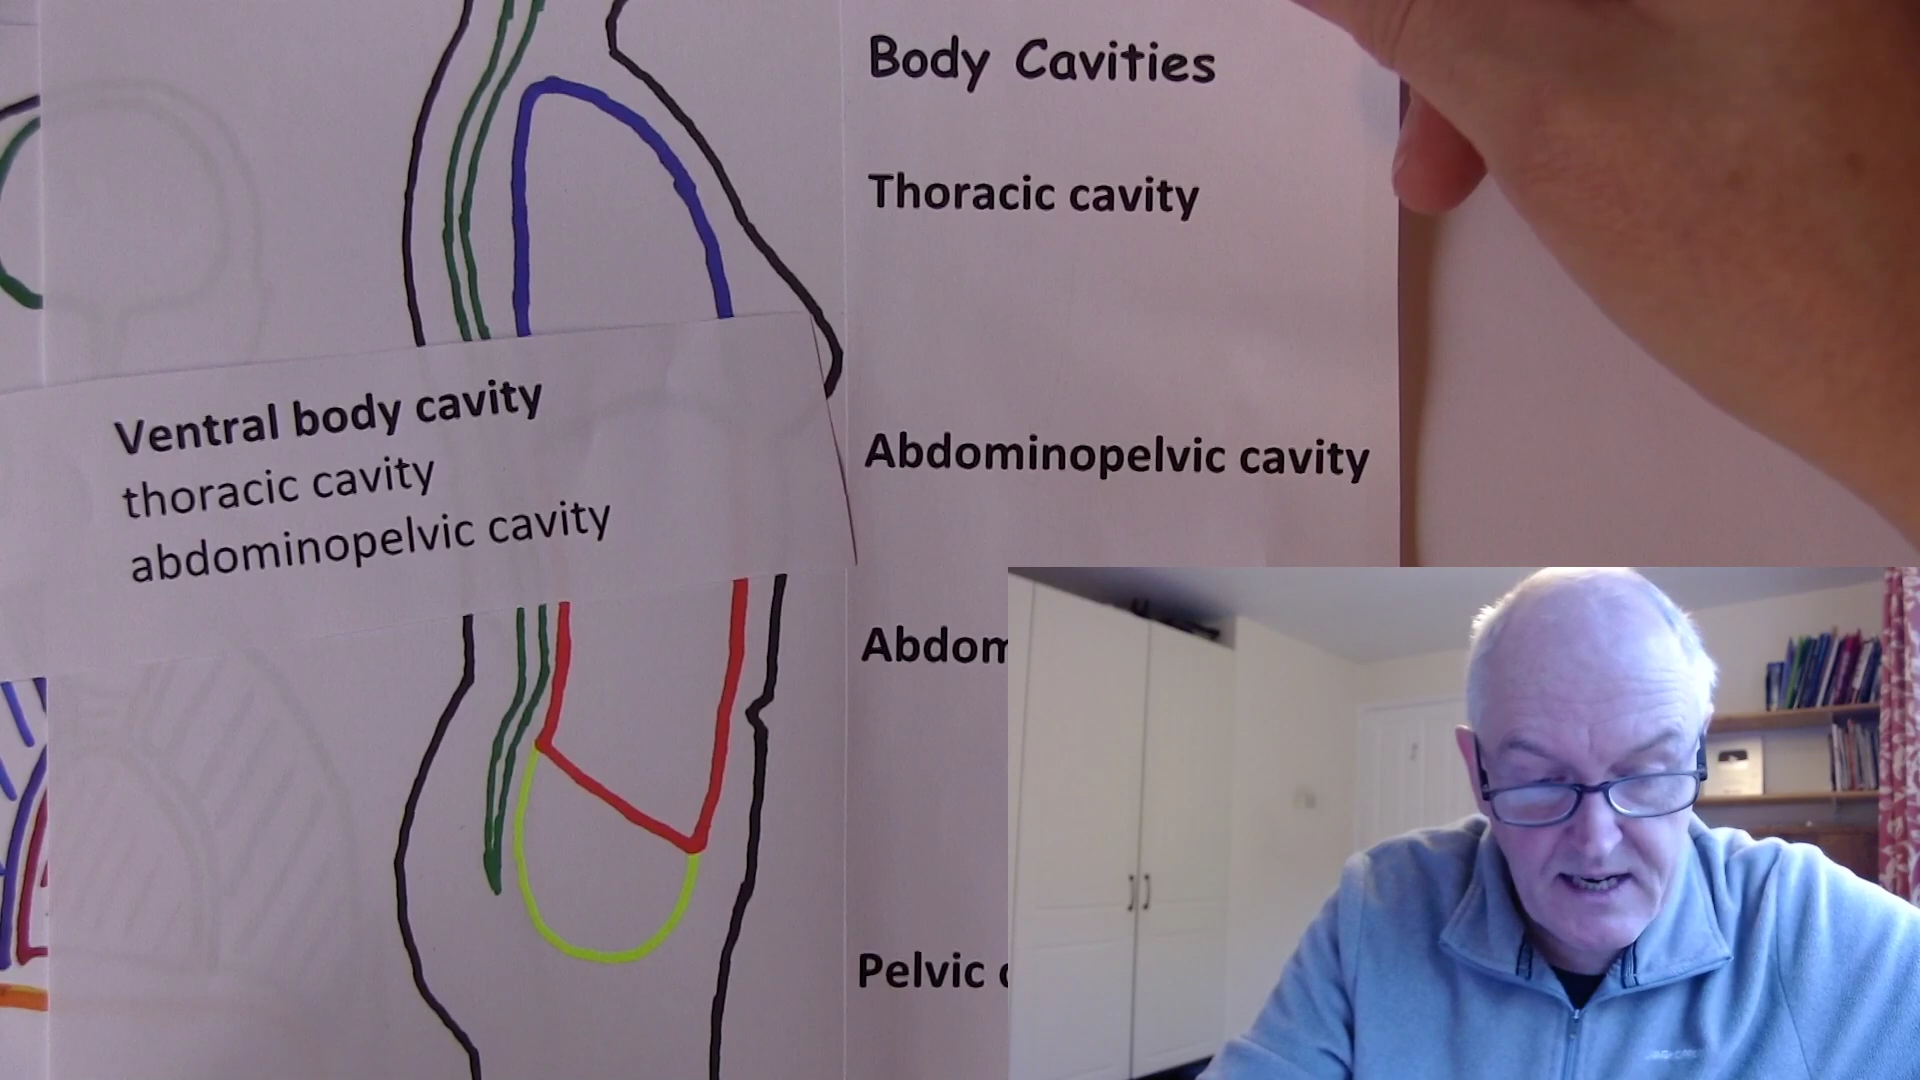 Body Cavities
Thoracic cavity
Ventral body cavity
thoracic cavity
abdominopelvic cavity
Abdominopelvic cavity
Abdom
Pelvic c